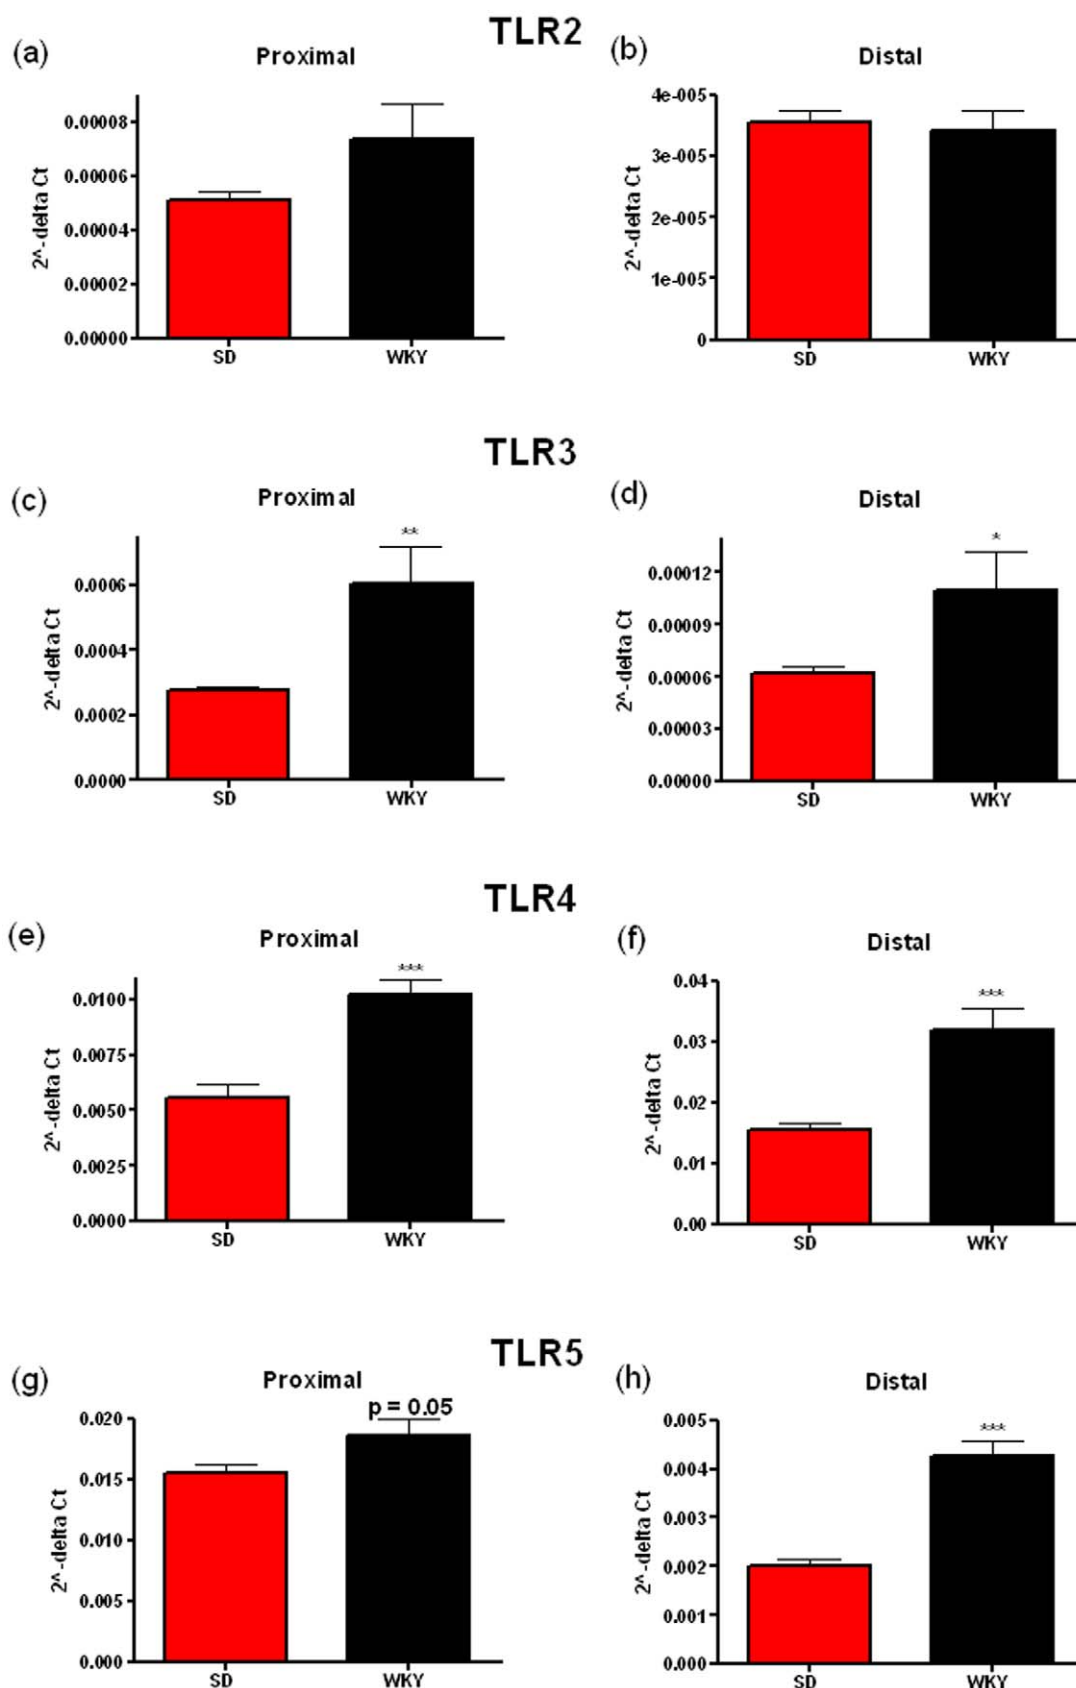 TLR2
(a)
Proximal
2^-delta Ct
0.00008
0.00006
0.00004
0.00002
0.00000
SD WKY
(b)
Distal
2^-delta Ct
4e-005
3e-005
2e-005
1e-005
0
SD WKY
TLR3
(c)
Proximal
**
2^-delta Ct
0.0006
0.0004
0.0002
0.0000
SD WKY
(d)
Distal
*
2^-delta Ct
0.00012
0.00009
0.00006
0.00003
0.00000
SD WKY
TLR4
(e)
Proximal
***
2^-delta Ct
0.0100
0.0075
0.0050
0.0025
0.0000
SD WKY
(f)
Distal
***
2^-delta Ct
0.04
0.03
0.02
0.01
0.00
SD WKY
TLR5
(g)
Proximal
p = 0.05
2^-delta Ct
0.020
0.015
0.010
0.005
0.000
SD WKY
(h)
Distal
***
2^-delta Ct
0.005
0.004
0.003
0.002
0.001
0.000
SD WKY